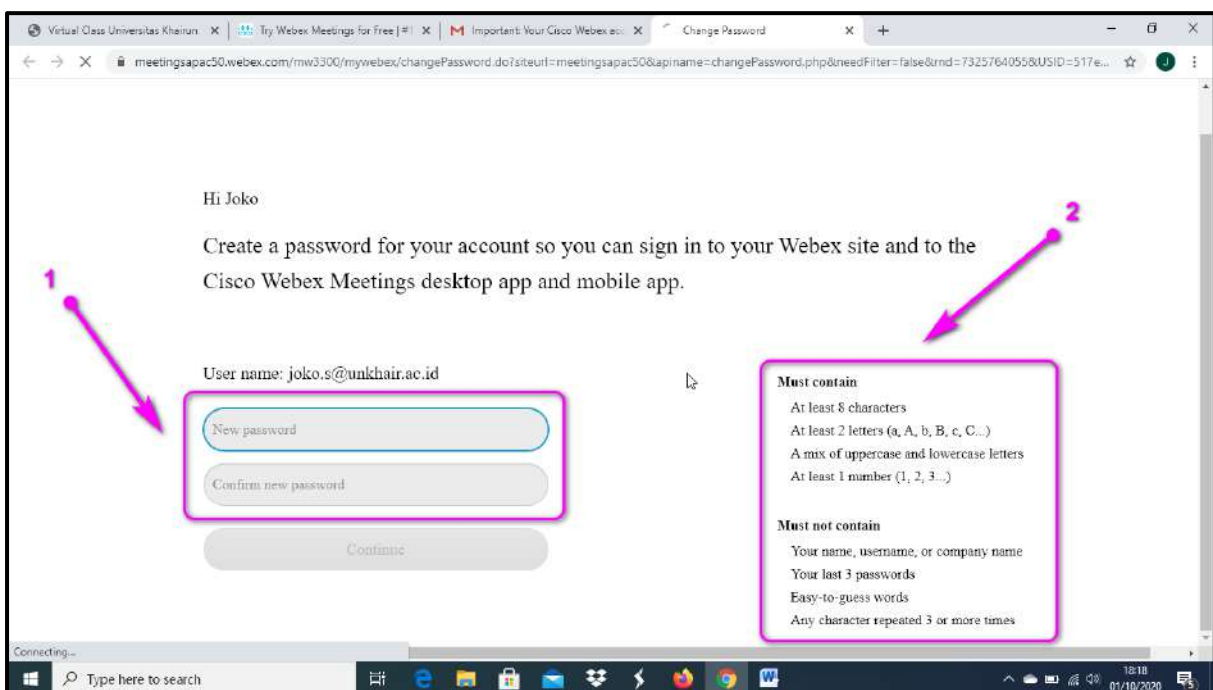 Virtual Class Universitas Khairun
Try Webex Meetings for Free | #1
Important: Your Cisco Webex acc
Change Password
meetingsapac50.webex.com/mw3300/mywebex/changePassword.do?siteurl=meetingsapac50&apiname=changePassword.php&needFilter=false&rnd=7325764055&USID=517e...
J
Hi Joko
2
Create a password for your account so you can sign in to your Webex site and to the
1
Cisco Webex Meetings desktop app and mobile app.
User name: joko.s@unkhair.ac.id
New password
Confirm new password
Continue
Must contain
At least 8 characters
At least 2 letters (a, A, b, B, c, C...)
A mix of uppercase and lowercase letters
At least 1 number (1, 2, 3...)
Must not contain
Your name, username, or company name
Your last 3 passwords
Easy-to-guess words
Any character repeated 3 or more times
Connecting...
Type here to search
18:18
01/10/2020